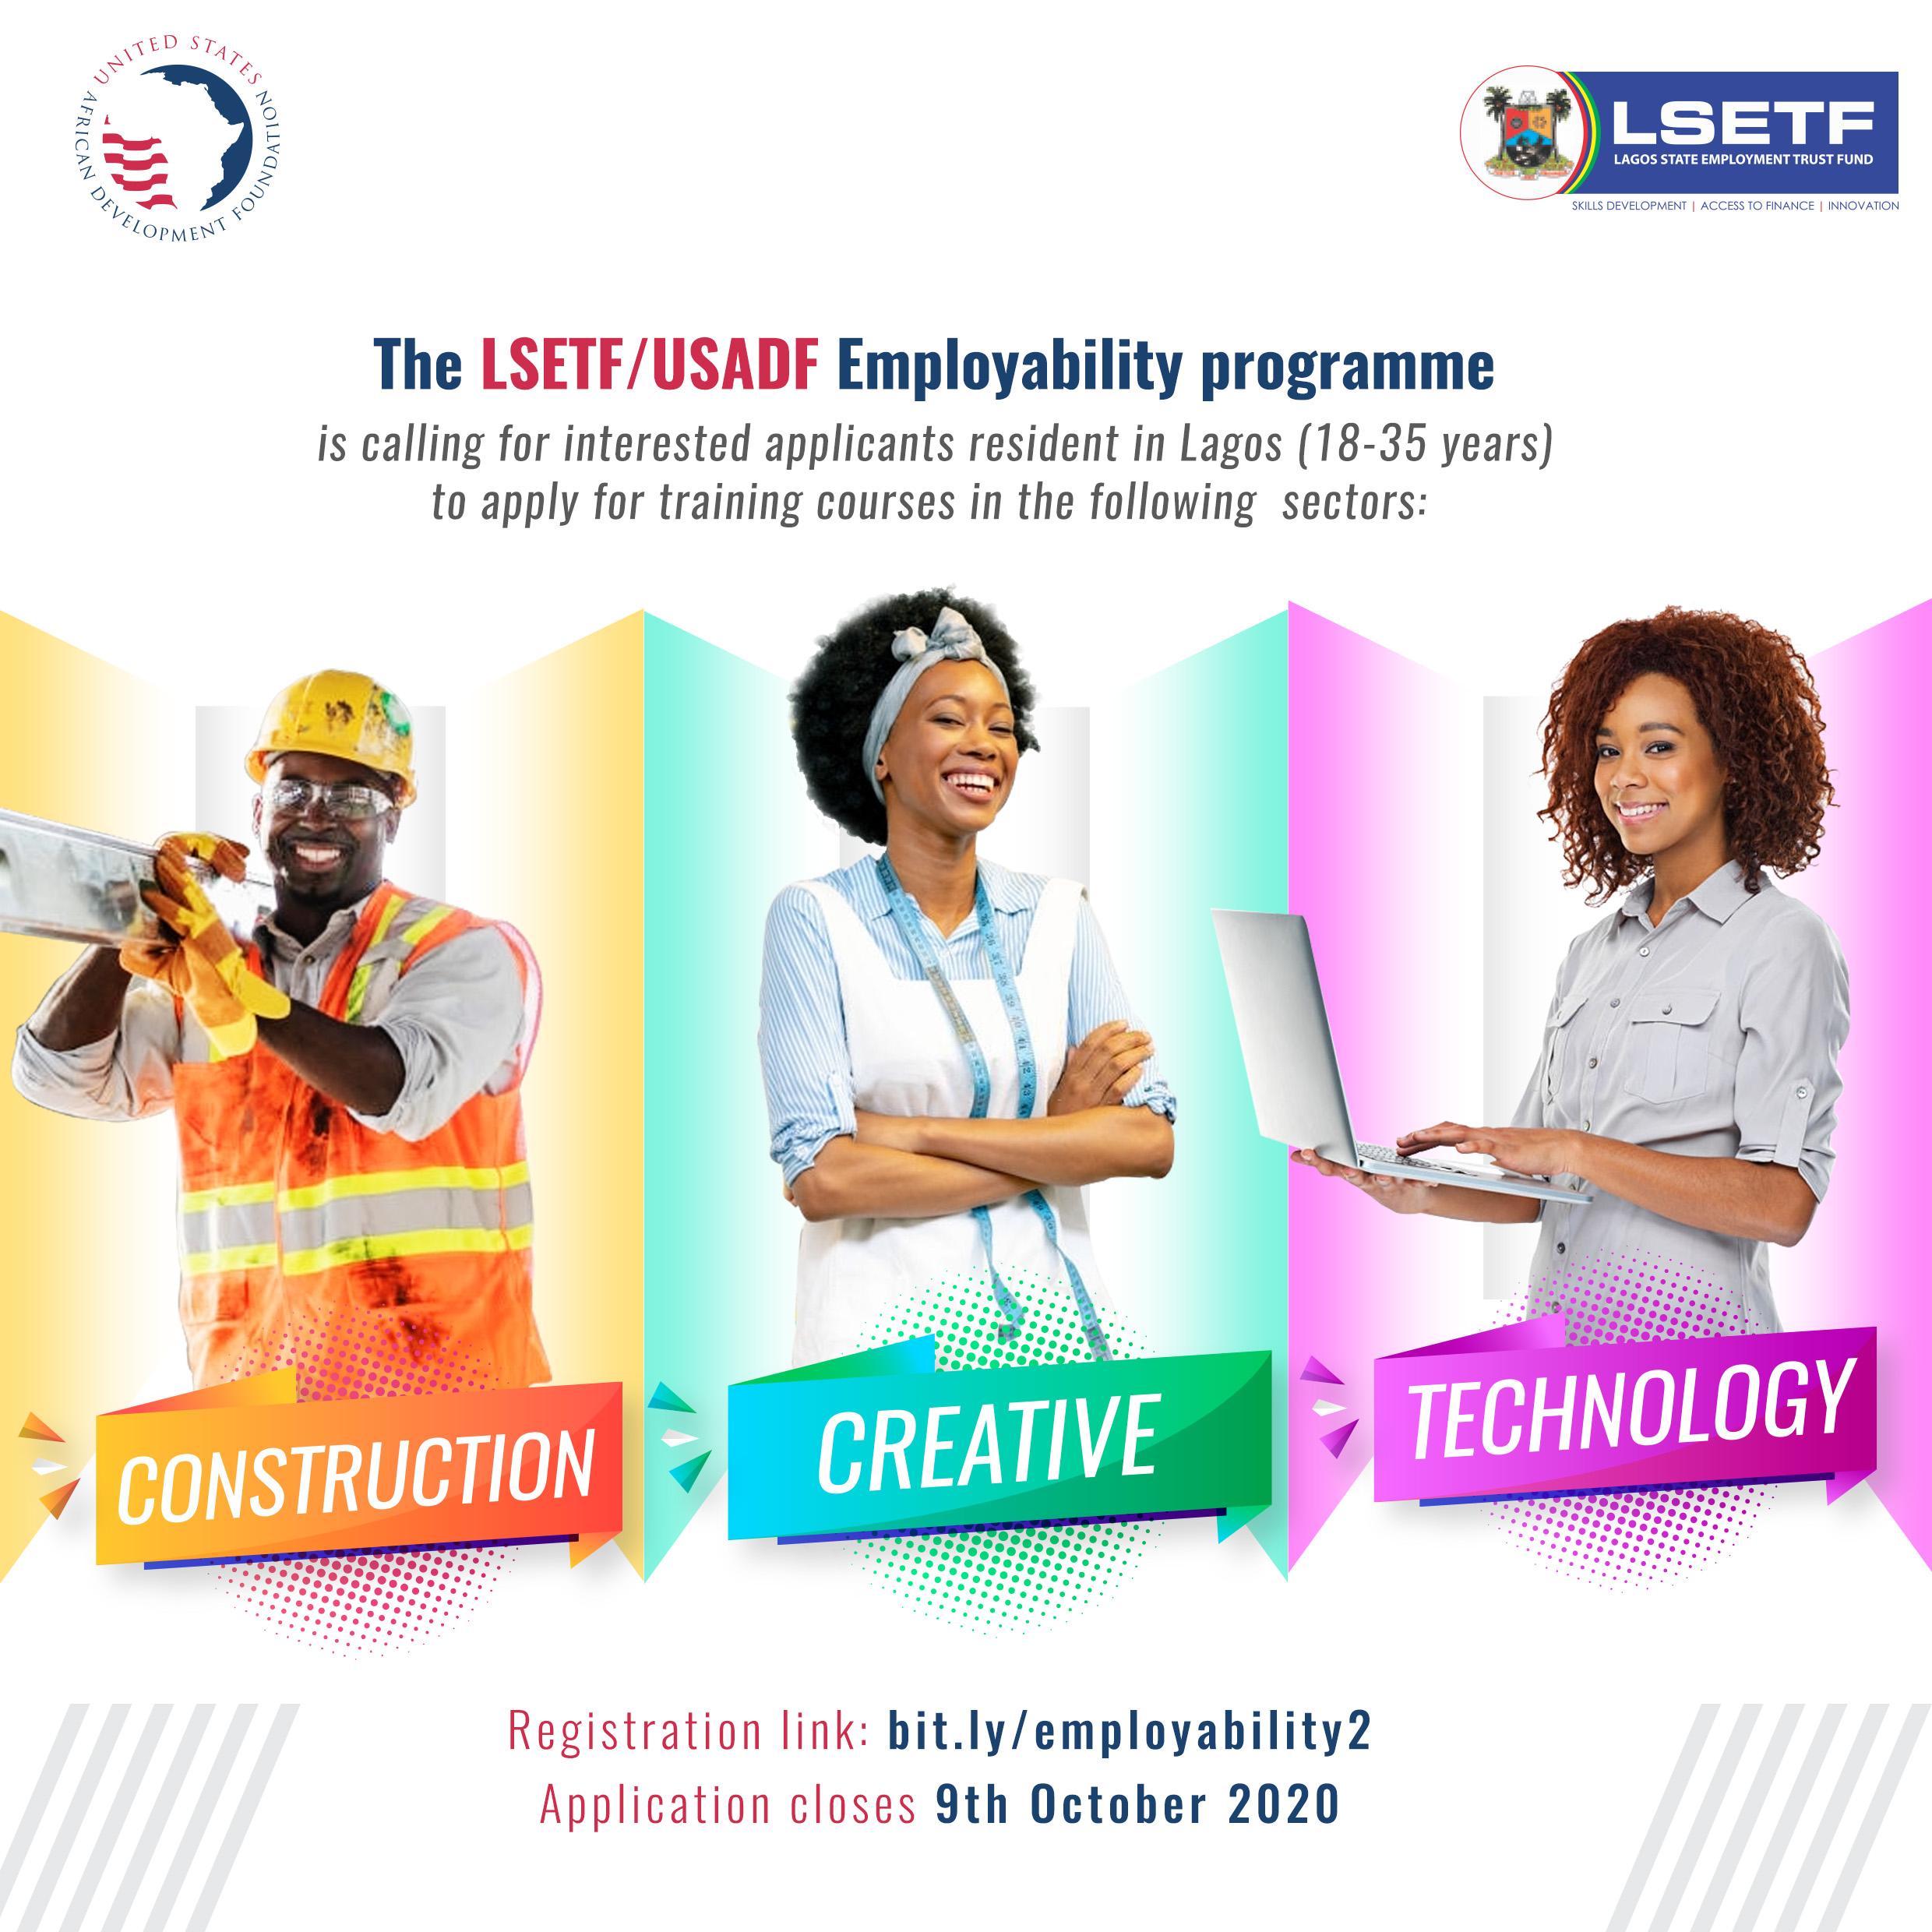 UNITED STATES
AFRICAN DEVELOPMENT FOUNDATION
LSETF
LAGOS STATE EMPLOYMENT TRUST FUND
SKILLS DEVELOPMENT | ACCESS TO FINANCE | INNOVATION
The LSETF/USADF Employability programme
is calling for interested applicants resident in Lagos (18-35 years)
to apply for training courses in the following sectors:
CONSTRUCTION
CREATIVE
TECHNOLOGY
Registration link: bit.ly/employability2
Application closes 9th October 2020